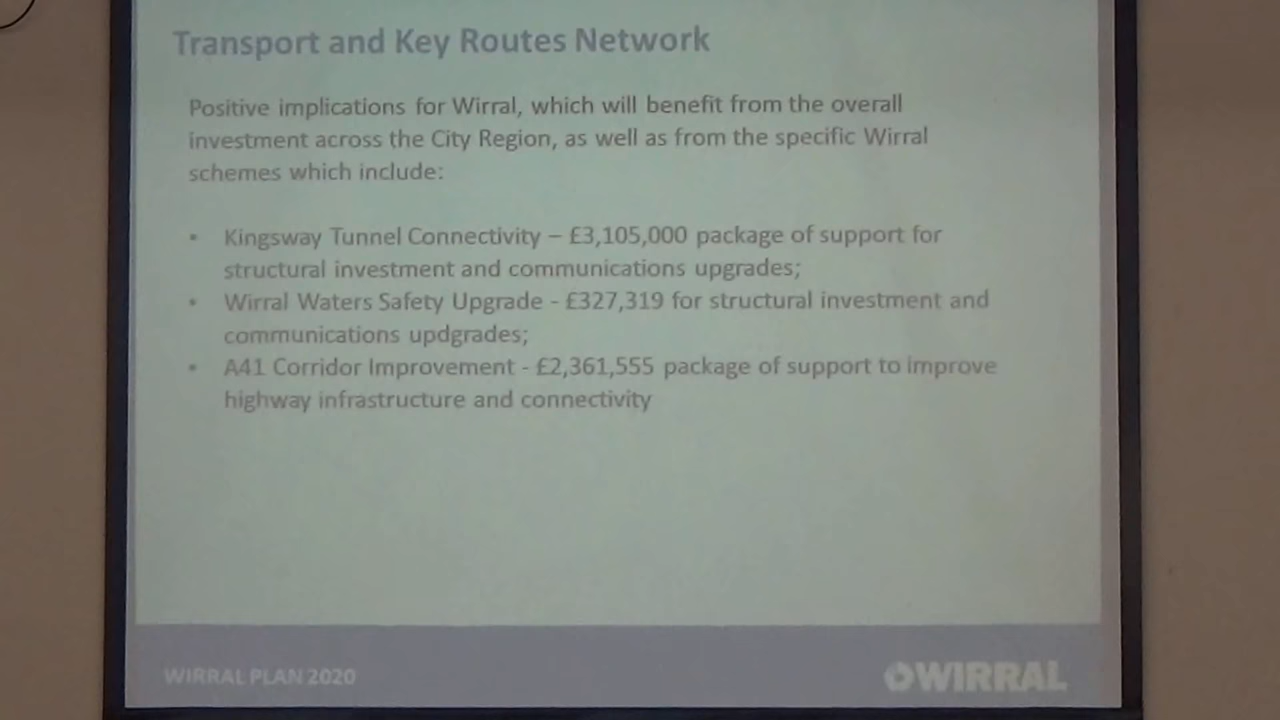 Transport and Key Routes Network
Positive implications for Wirral, which will benefit from the overall
investment across the City Region, as well as from the specific Wirral
schemes which include:
• Kingsway Tunnel Connectivity – £3,105,000 package of support for
structural investment and communications upgrades;
• Wirral Waters Safety Upgrade - £327,319 for structural investment and
communications updgrades;
• A41 Corridor Improvement - £2,361,555 package of support to improve
highway infrastructure and connectivity
WIRRAL PLAN 2020
WIRRAL